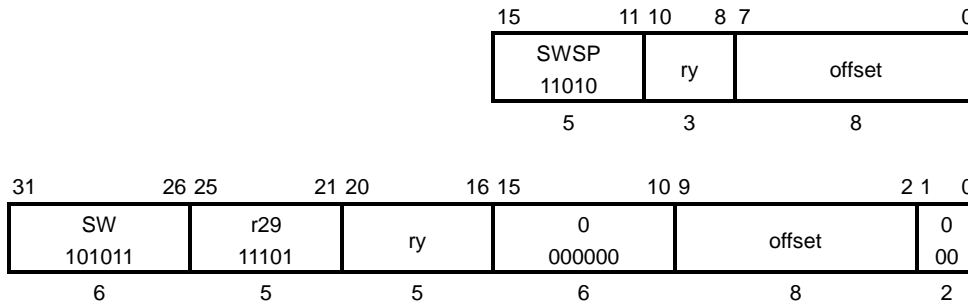 15 11 10 8 7 0
SWSP ry offset
11010
5 3 8
31 26 25 21 20 16 15 10 9 2 1 0
SW r29 ry 0 offset 0
101011 11101 000000 00
6 5 5 6 8 2